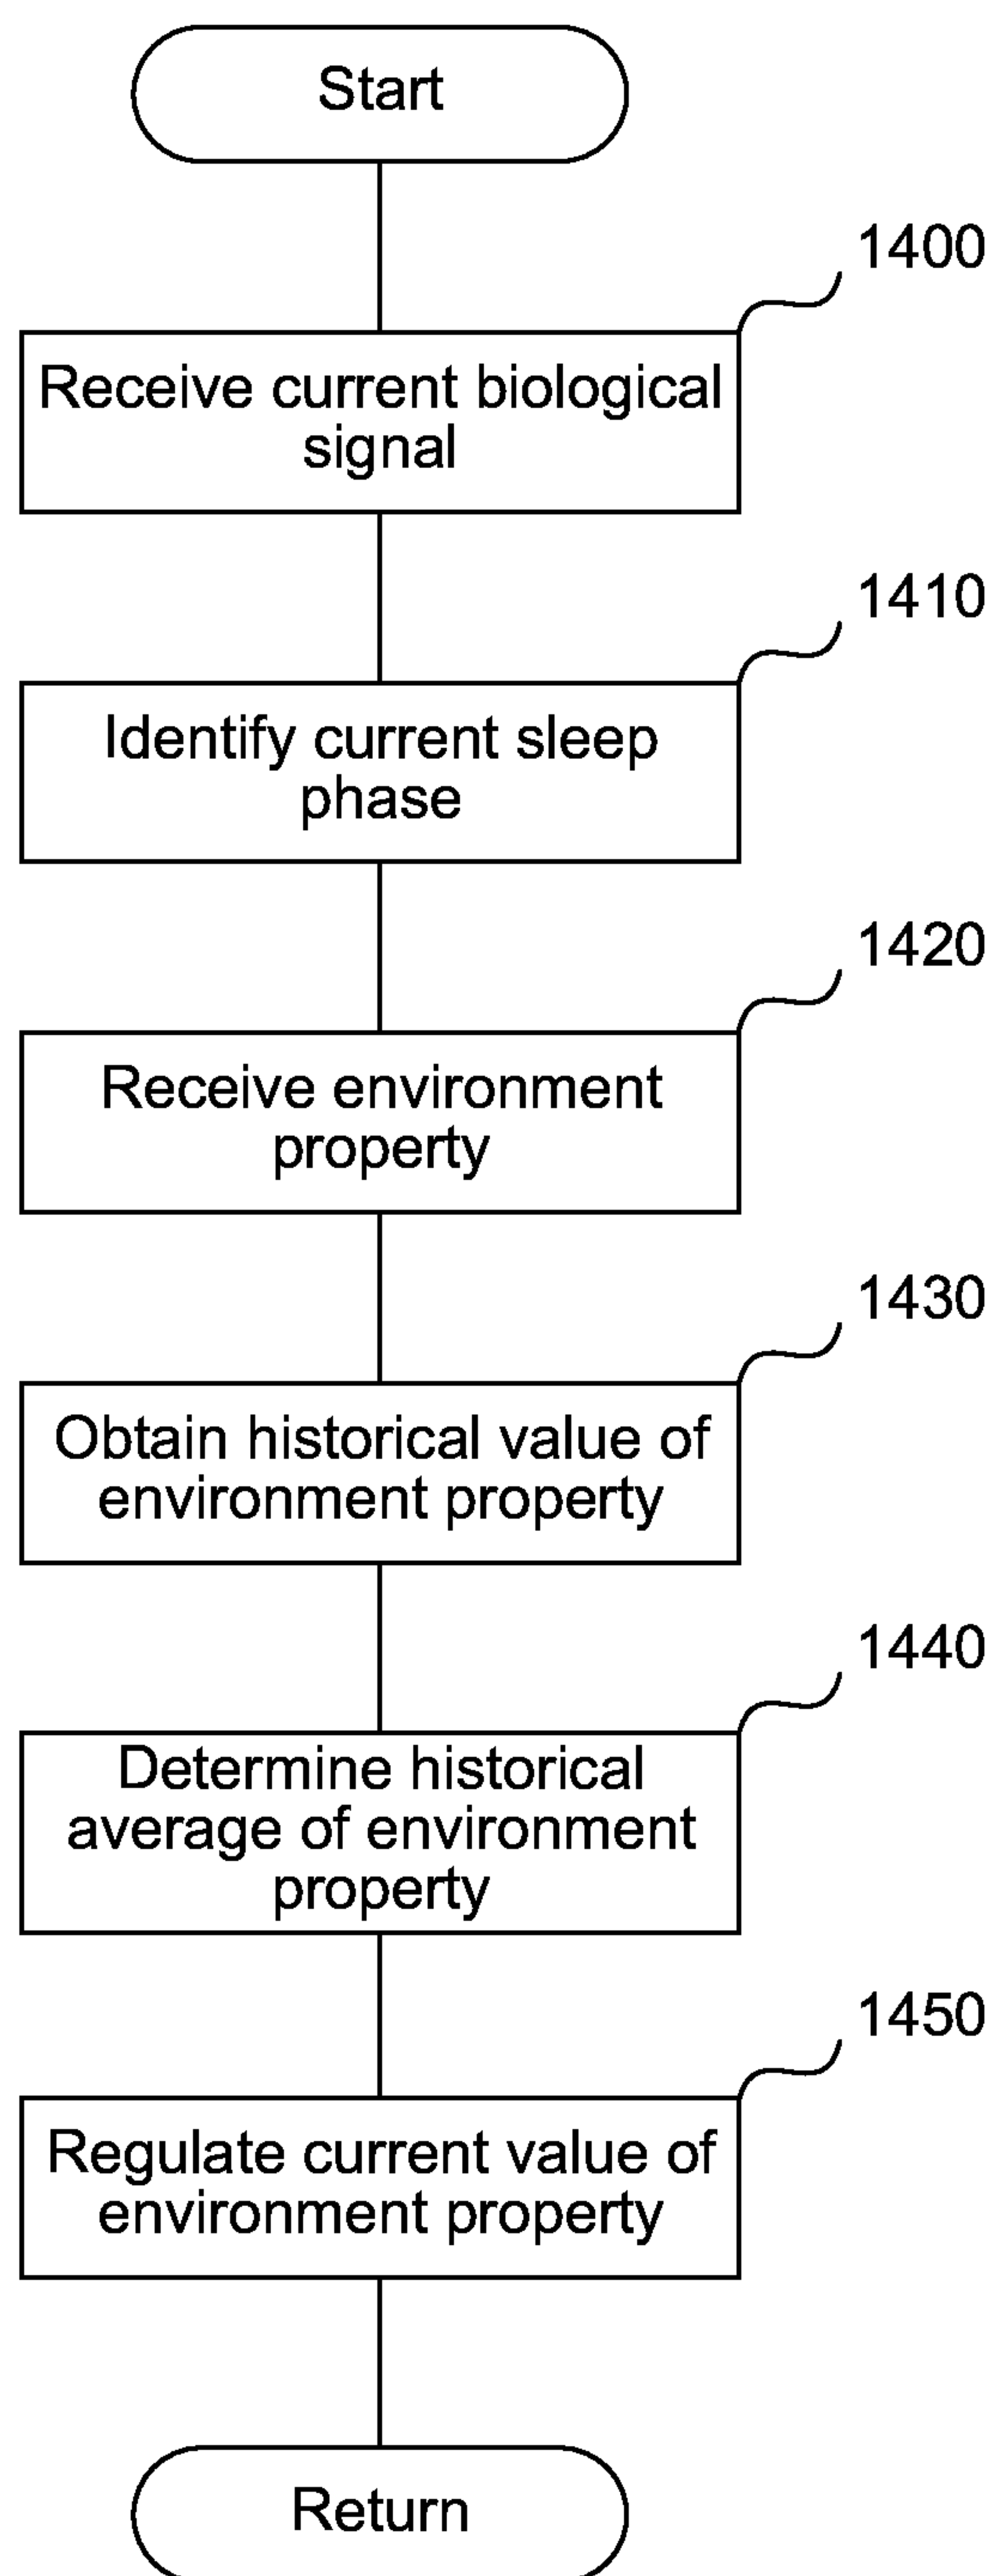 Start
1400
Receive current biological
signal
1410
Identify current sleep
phase
1420
Receive environment
property
1430
Obtain historical value of
environment property
1440
Determine historical
average of environment
property
1450
Regulate current value of
environment property
Return